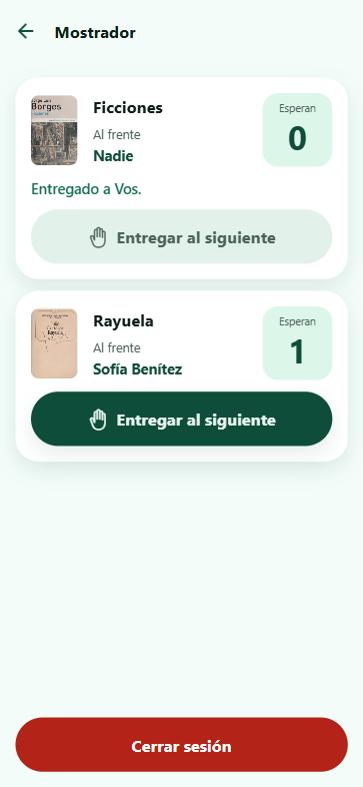 Mostrador
Borges
Ficciones
Al frente
Nadie
Esperan
0
Entregado a Vos.
Entregar al siguiente
Rayuela
Al frente
Sofía Benítez
Esperan
1
Entregar al siguiente
Cerrar sesión